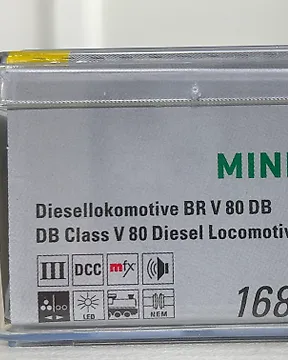 MINI
Diesellokomotive BR V 80 DB
DB Class V 80 Diesel Locomotiv
III DCC mfx
LED NEM
168